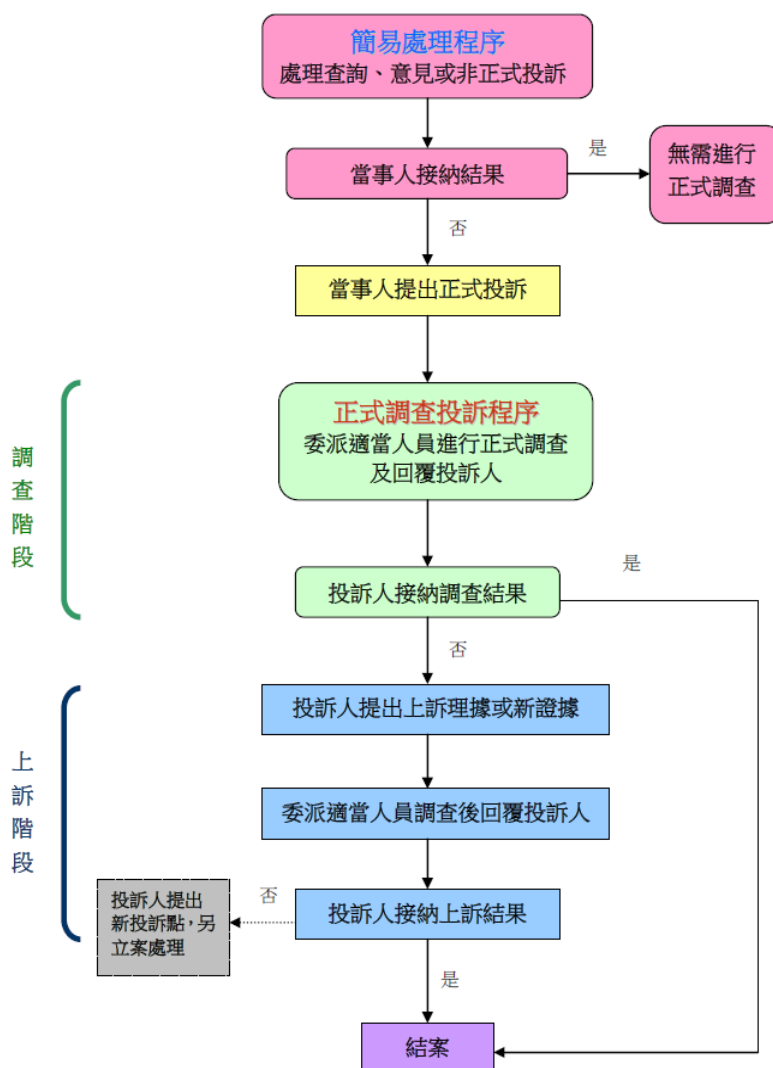 簡易處理程序
處理查詢、意見或非正式投訴
當事人接納結果
是
無需進行
正式調查
否
當事人提出正式投訴
調查階段
正式調查投訴程序
委派適當人員進行正式調查
及回覆投訴人
投訴人接納調查結果
是
否
上訴階段
投訴人提出上訴理據或新證據
委派適當人員調查後回覆投訴人
投訴人接納上訴結果
否
投訴人提出
新投訴點，另
立案處理
是
結案